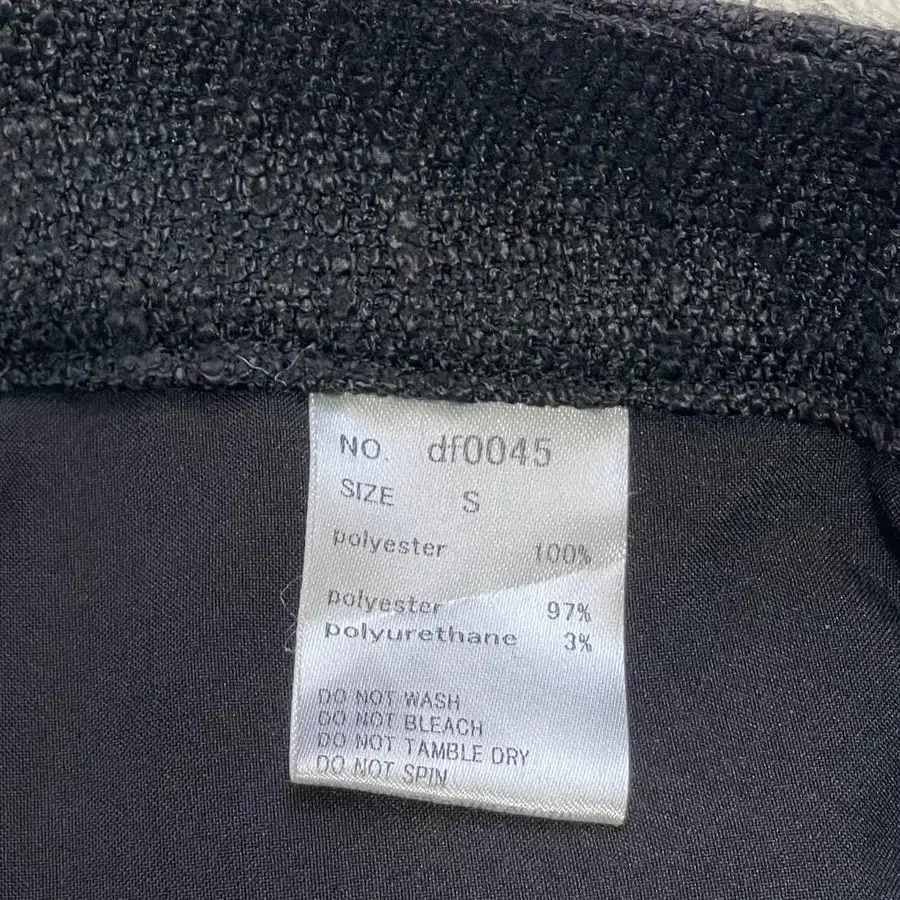 NO. df0045
SIZE S
polyester 100%
polyester 97%
polyurethane 3%
DO NOT WASH
DO NOT BLEACH
DO NOT TAMBLE DRY
DO NOT SPIN